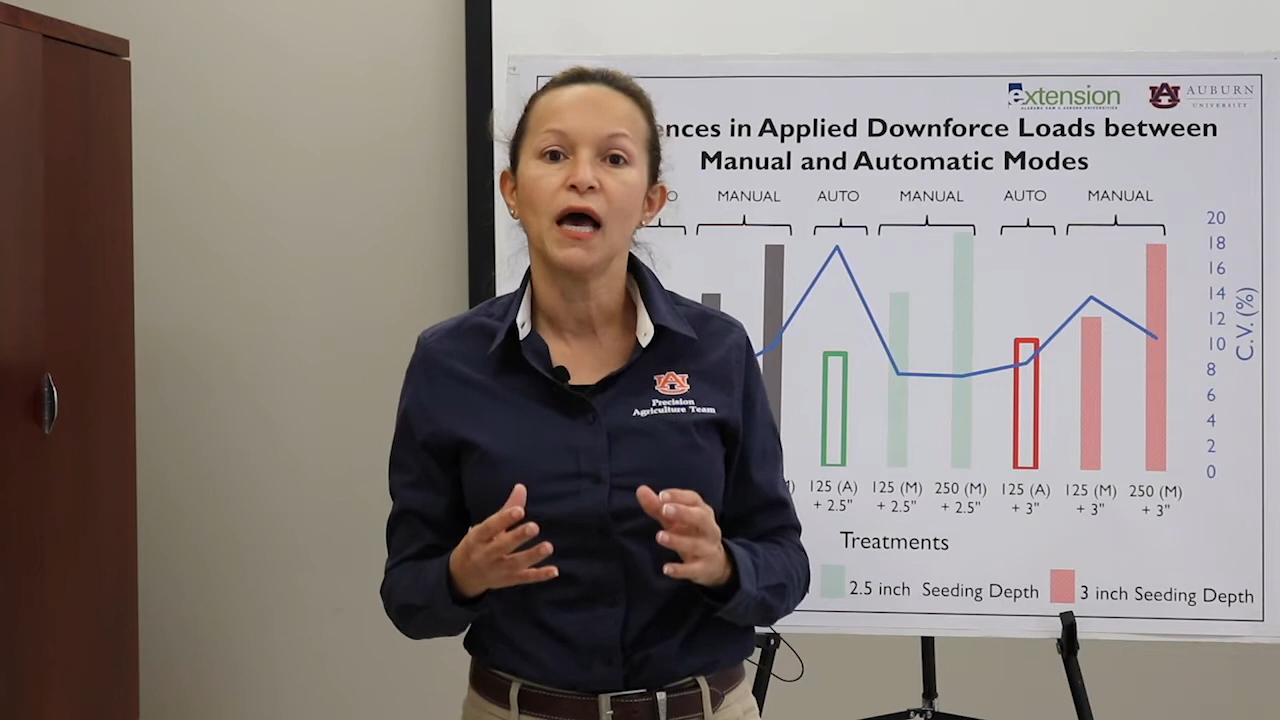 extension
ALABAMA A&M & AUBURN UNIVERSITIES
AUBURN
UNIVERSITY
ences in Applied Downforce Loads between
Manual and Automatic Modes
O MANUAL AUTO MANUAL AUTO MANUAL
20
18
16
14
12
10
8
6
4
2
0
C.V. (%)
125 (A) 125 (M) 250 (M) 125 (A) 125 (M) 250 (M)
+ 2.5" + 2.5" + 2.5" + 3" + 3" + 3"
Treatments
2.5 inch Seeding Depth 3 inch Seeding Depth
Precision
Agriculture Team